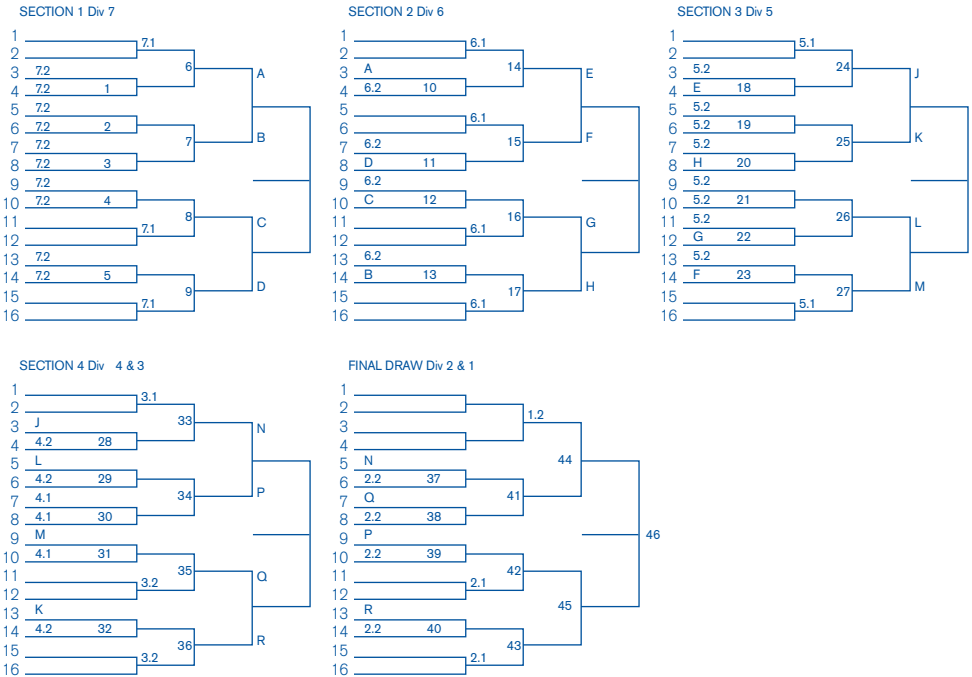 SECTION 1 Div 7
1
7.1
2
6
A
3 7.2
4 7.2 1
5 7.2
6 7.2 2
7
B
7 7.2
8 7.2 3
9 7.2
10 7.2 4
8
C
11
7.1
12
13 7.2
14 7.2 5
9
D
15
7.1
16
SECTION 2 Div 6
1
6.1
2
14
E
3 A
4 6.2 10
5
6.1
6
15
F
7 6.2
8 D 11
9 6.2
10 C 12
16
G
11
6.1
12
13 6.2
14 B 13
17
H
15
6.1
16
SECTION 3 Div 5
1
5.1
2
24
J
3 5.2
4 E 18
5 5.2
6 5.2 19
25
K
7 5.2
8 H 20
9 5.2
10 5.2 21
26
L
11 5.2
12 G 22
13 5.2
14 F 23
27
M
15
5.1
16
SECTION 4 Div 4 & 3
1
3.1
2
33
N
3 J
4 4.2 28
5 L
6 4.2 29
34
P
7 4.1
8 4.1 30
9 M
10 4.1 31
35
Q
11
3.2
12
13 K
14 4.2 32
36
R
15
3.2
16
FINAL DRAW Div 2 & 1
1
2
1.2
3
4
44
5 N
6 2.2 37
41
7 Q
8 2.2 38
46
9 P
10 2.2 39
42
11
2.1
12
45
13 R
14 2.2 40
43
15
2.1
16